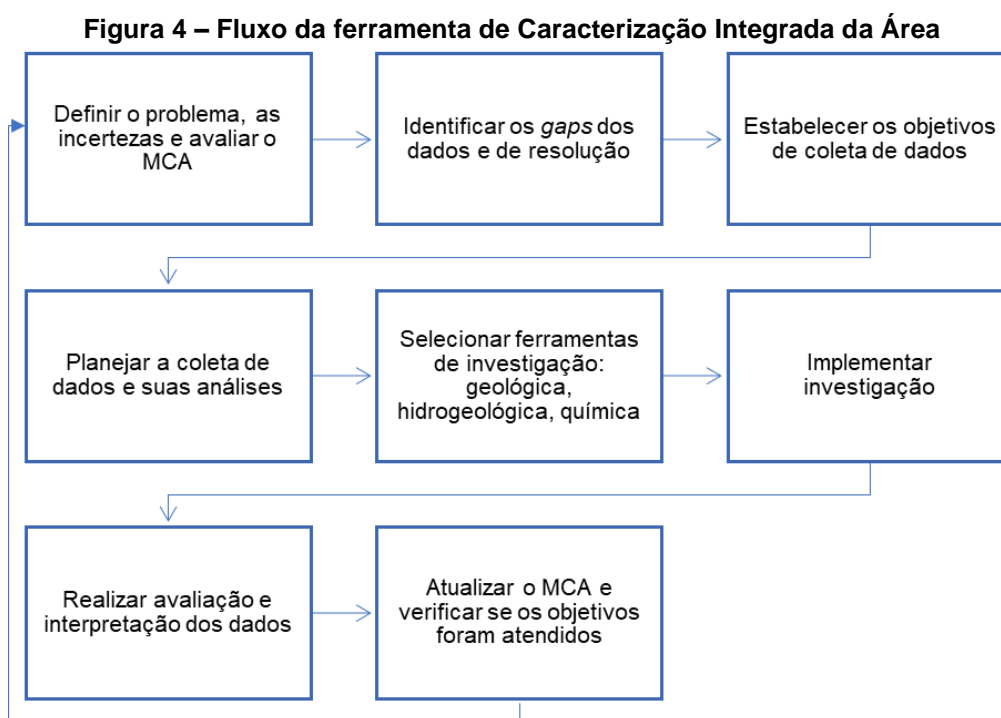 Figura 4 – Fluxo da ferramenta de Caracterização Integrada da Área
Definir o problema, as
incertezas e avaliar o
MCA
Identificar os gaps dos
dados e de resolução
Estabelecer os objetivos
de coleta de dados
Planejar a coleta de
dados e suas análises
Selecionar ferramentas
de investigação:
geológica,
hidrogeológica, química
Implementar
investigação
Realizar avaliação e
interpretação dos dados
Atualizar o MCA e
verificar se os objetivos
foram atendidos